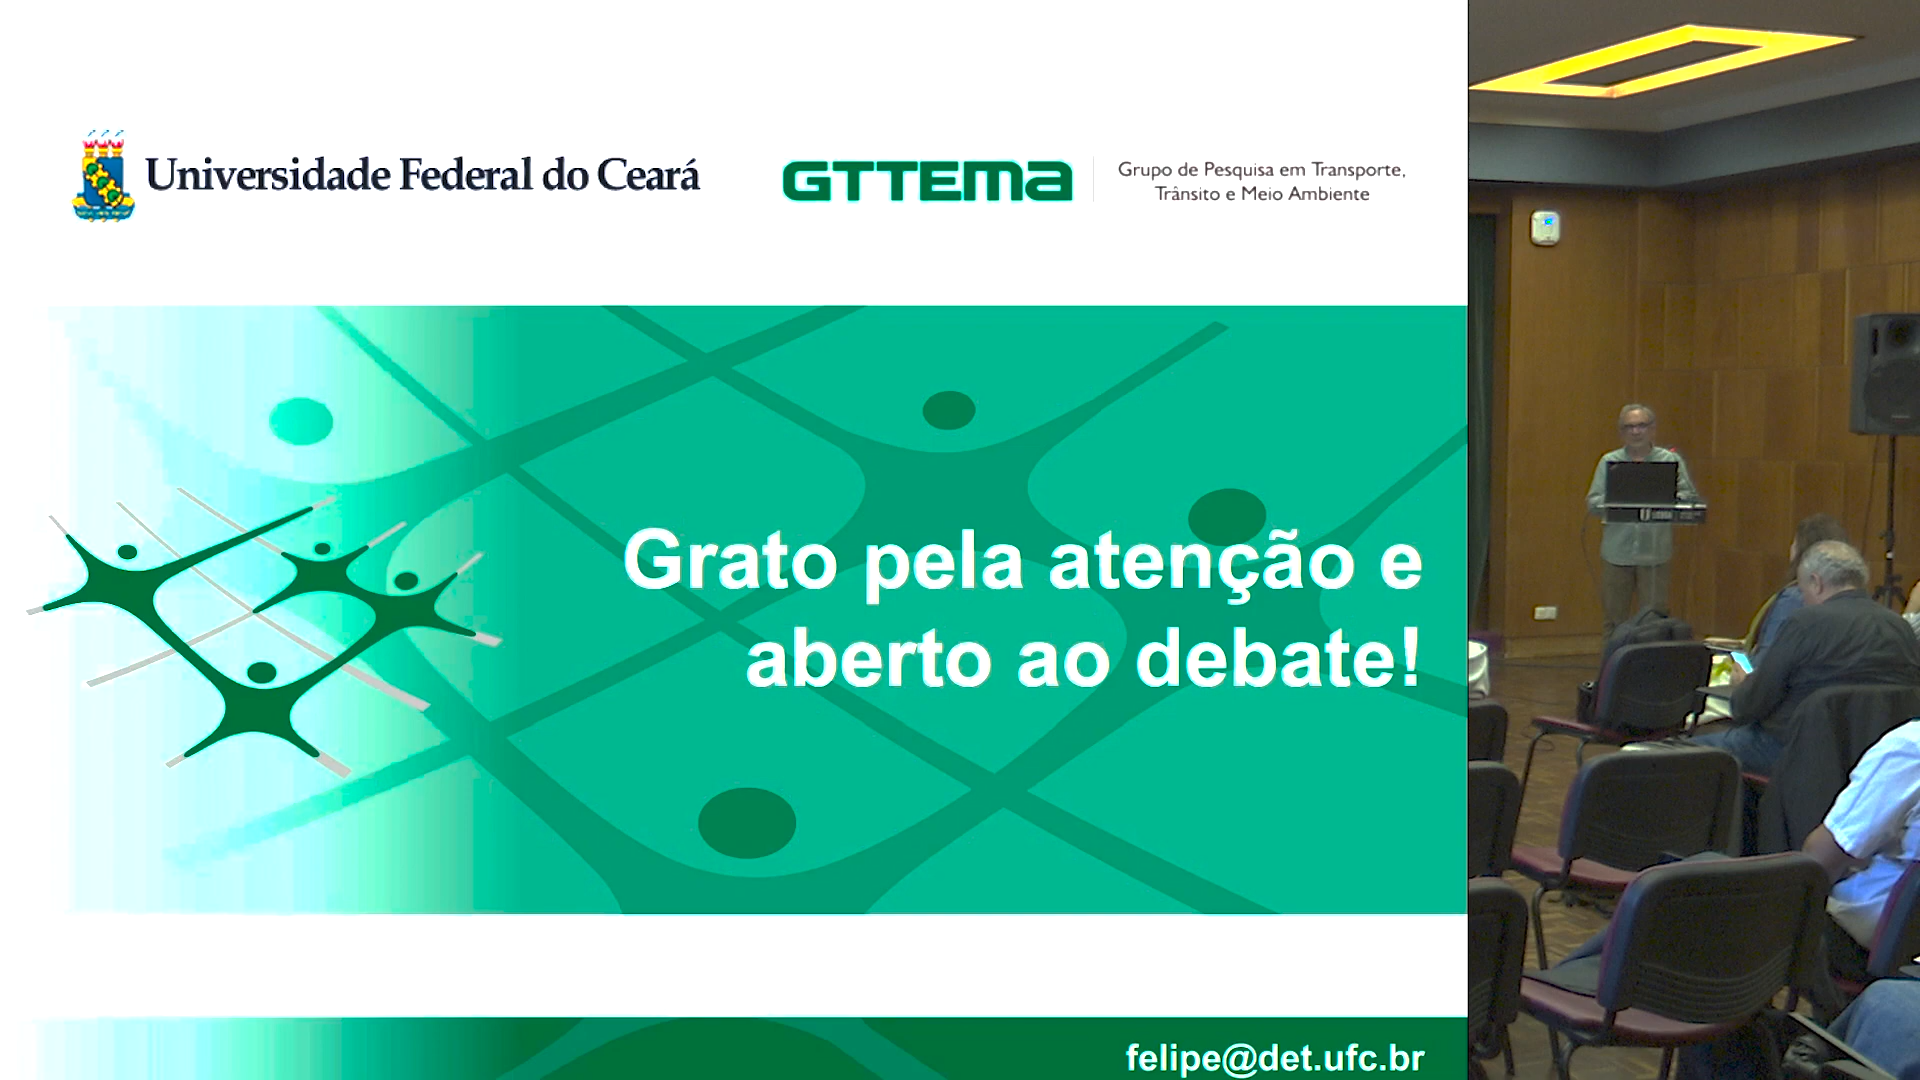 Universidade Federal do Ceará
GTTEMA
Grupo de Pesquisa em Transporte,
Trânsito e Meio Ambiente
Grato pela atenção e
aberto ao debate!
felipe@det.ufc.br